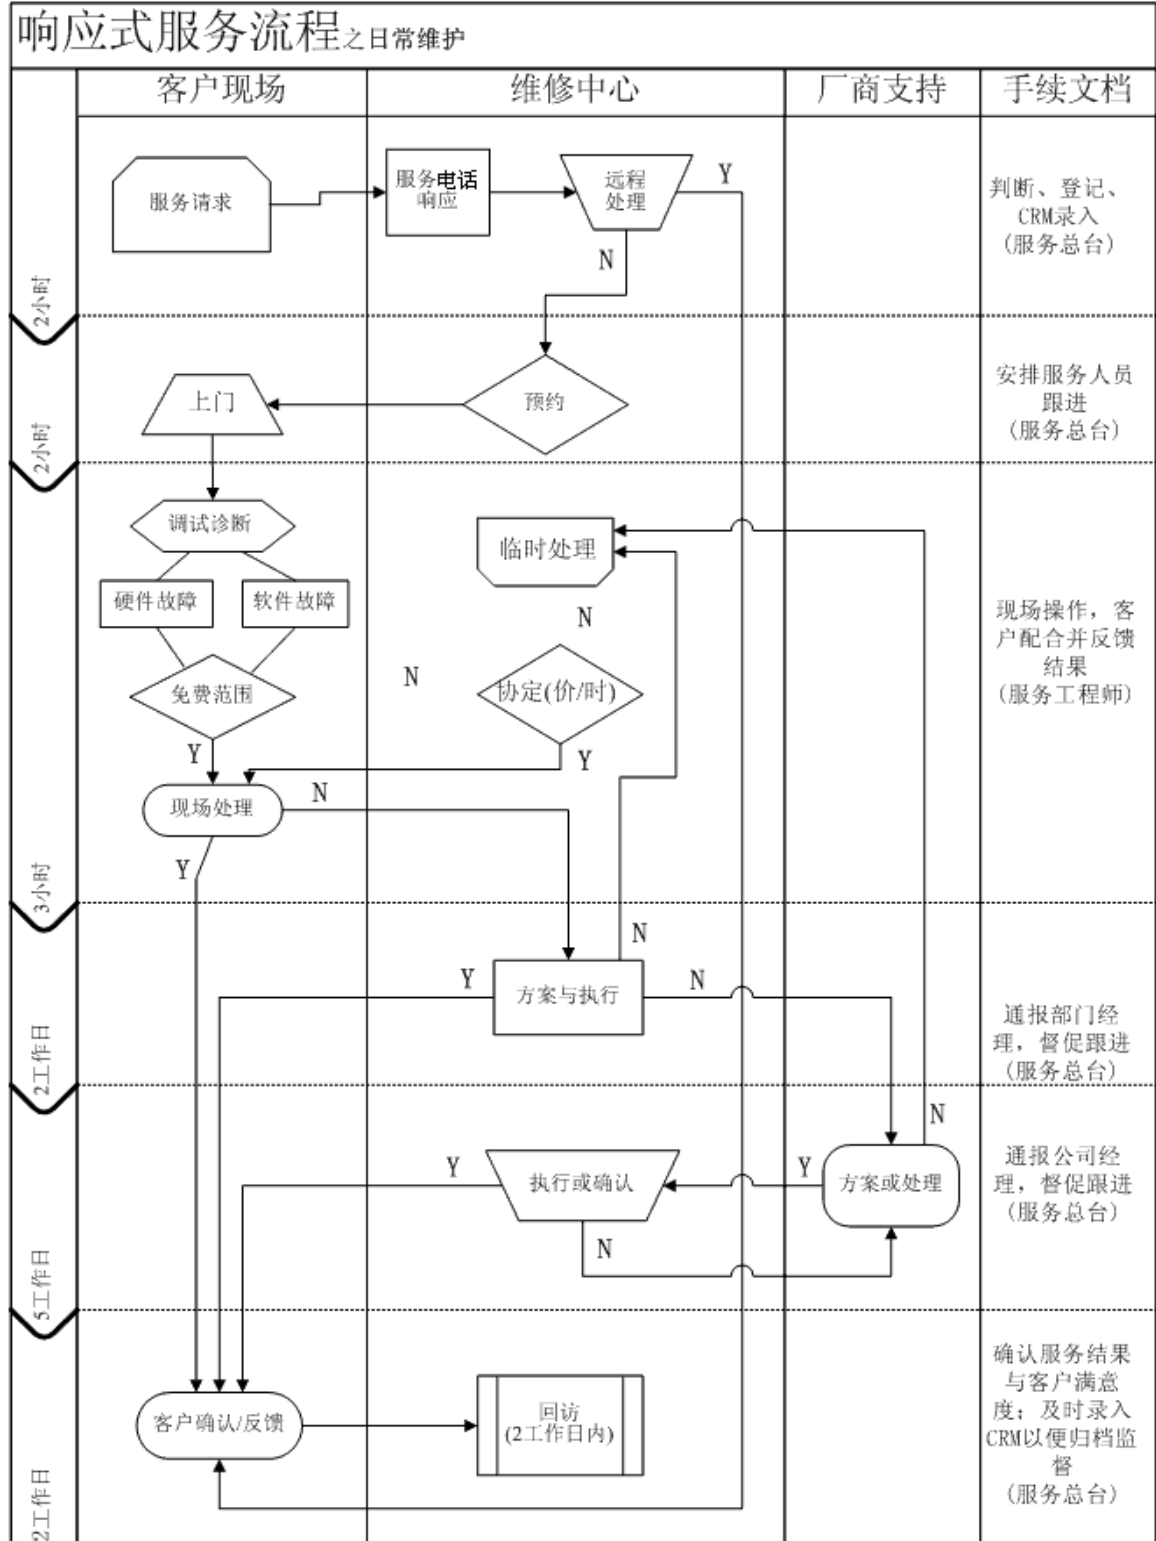 响应式服务流程之日常维护
客户现场
维修中心
厂商支持
手续文档
服务请求
服务电话
响应
远程
处理
Y
N
判断、登记、
CRM录入
(服务总台)
2小时
上门
预约
安排服务人员
跟进
(服务总台)
2小时
调试诊断
硬件故障
软件故障
免费范围
Y
N
临时处理
N
协定(价/时)
Y
现场处理
N
Y
现场操作，客
户配合并反馈
结果
(服务工程师)
3小时
N
Y
方案与执行
N
通报部门经
理，督促跟进
(服务总台)
2工作日
N
Y
执行或确认
Y
方案或处理
N
通报公司经
理，督促跟进
(服务总台)
5工作日
客户确认/反馈
回访
(2工作日内)
确认服务结果
与客户满意
度；及时录入
CRM以便归档监
督
(服务总台)
2工作日